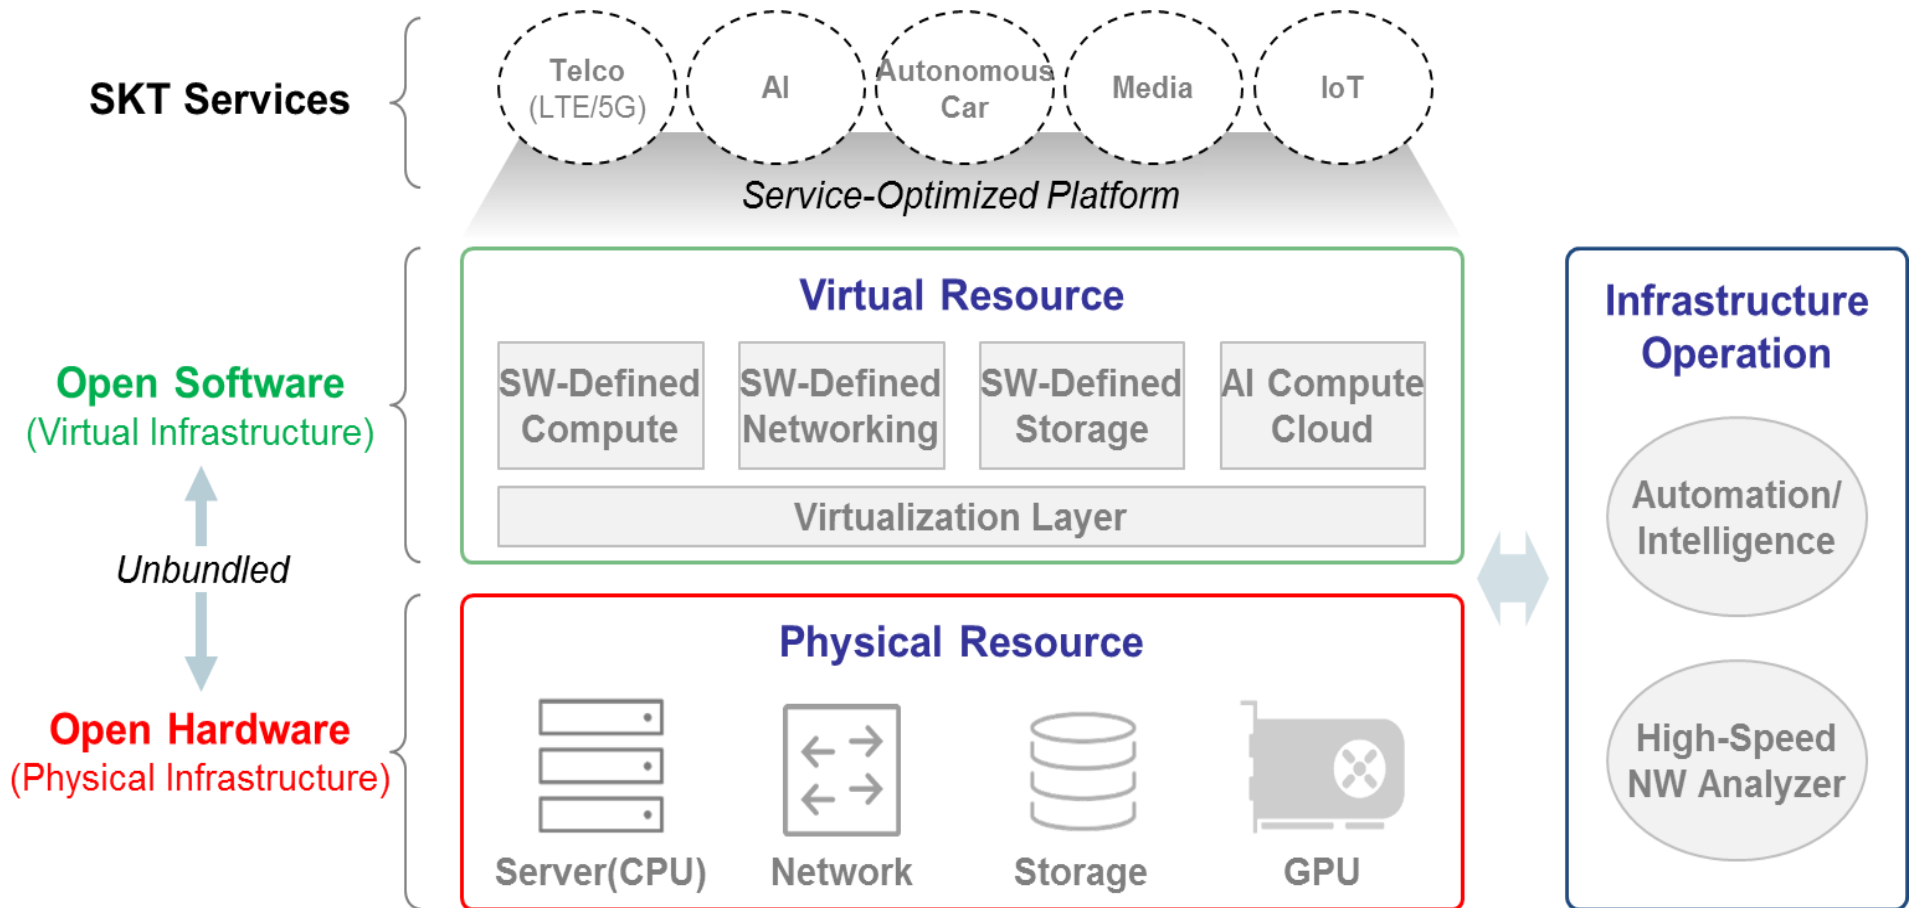 SKT Services
Telco
(LTE/5G)
AI
Autonomous
Car
Media
IoT
Service-Optimized Platform
Open Software
(Virtual Infrastructure)
Unbundled
Open Hardware
(Physical Infrastructure)
Virtual Resource
SW-Defined
Compute
SW-Defined
Networking
SW-Defined
Storage
AI Compute
Cloud
Virtualization Layer
Physical Resource
Server(CPU)
Network
Storage
GPU
Infrastructure
Operation
Automation/
Intelligence
High-Speed
NW Analyzer